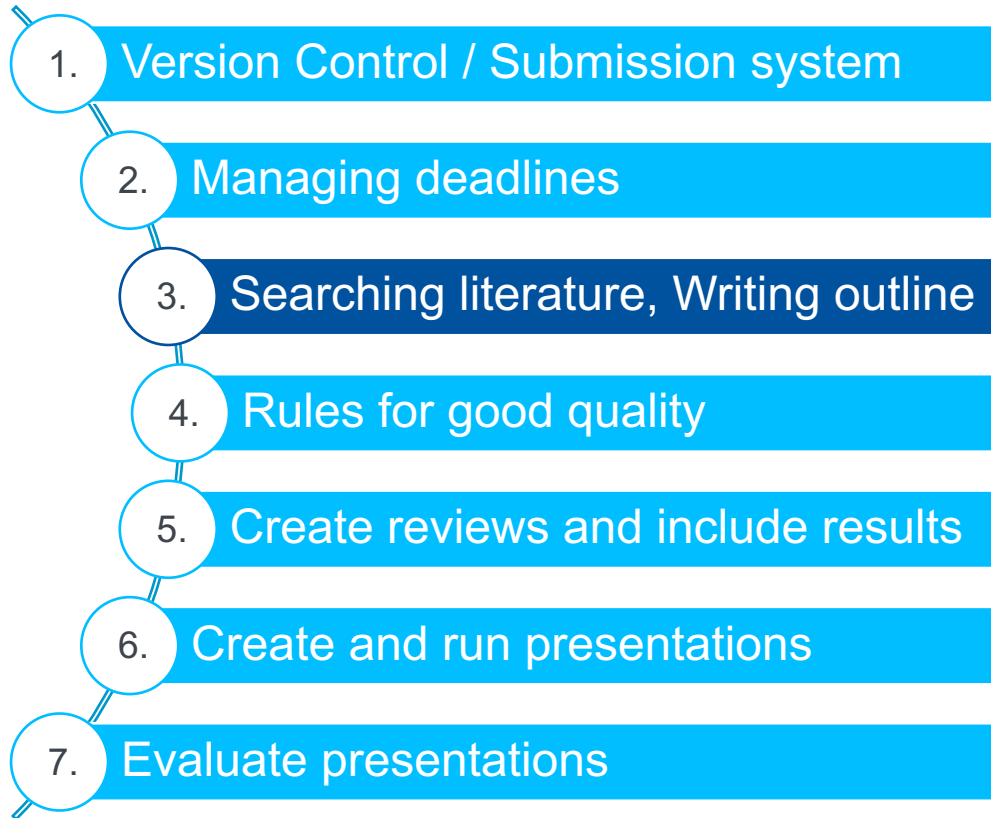 1. Version Control / Submission system
2. Managing deadlines
3. Searching literature, Writing outline
4. Rules for good quality
5. Create reviews and include results
6. Create and run presentations
7. Evaluate presentations